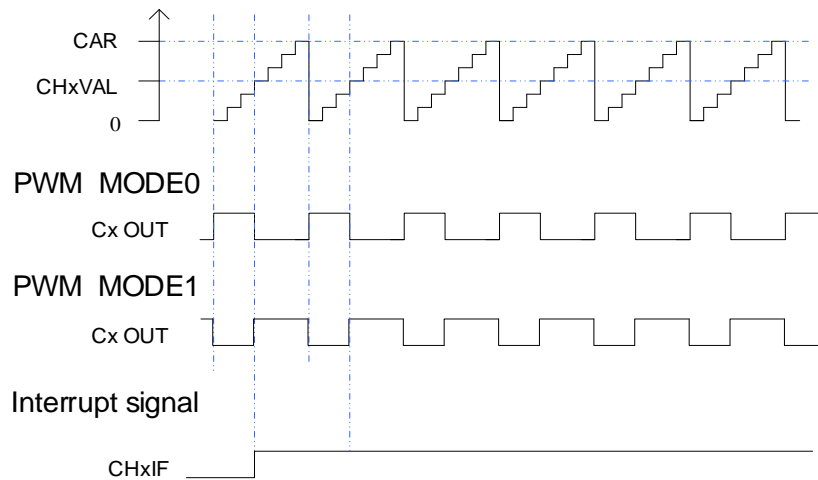 CAR
CHxVAL
0
PWM MODE0
Cx OUT
PWM MODE1
Cx OUT
Interrupt signal
CHxIF